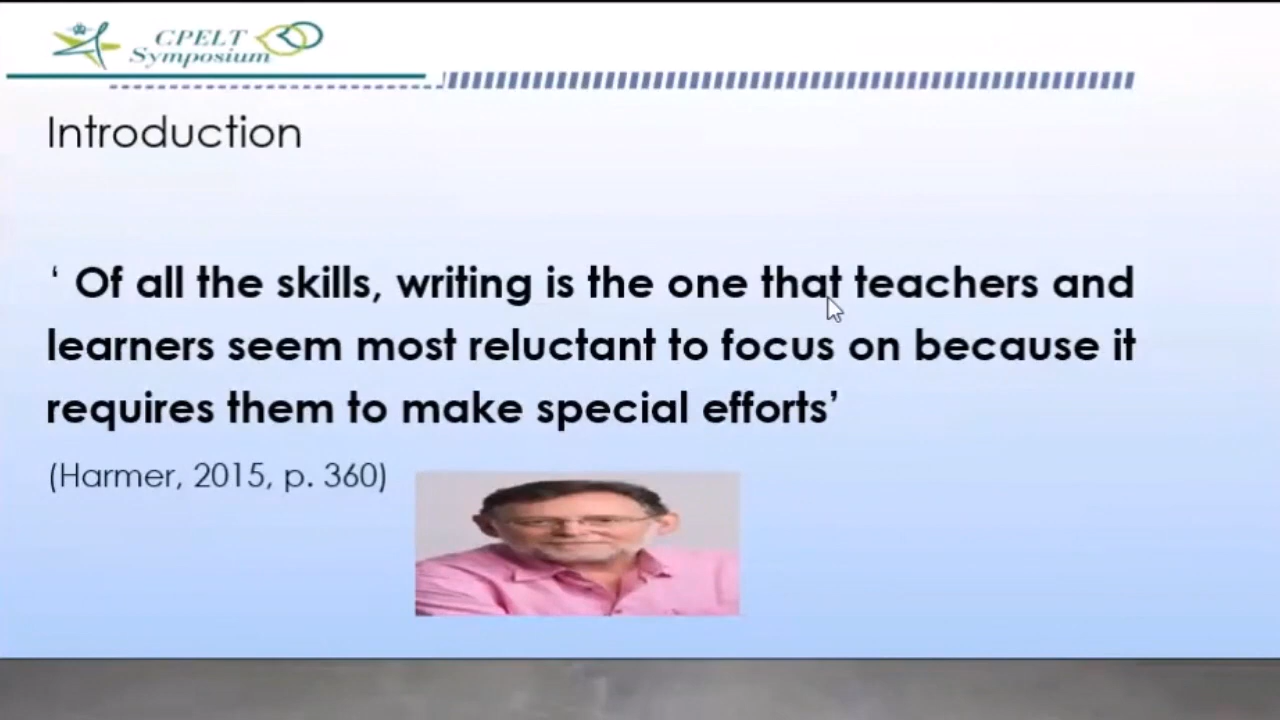 CPELT
Symposium
Introduction
‘ Of all the skills, writing is the one that teachers and
learners seem most reluctant to focus on because it
requires them to make special efforts’
(Harmer, 2015, p. 360)